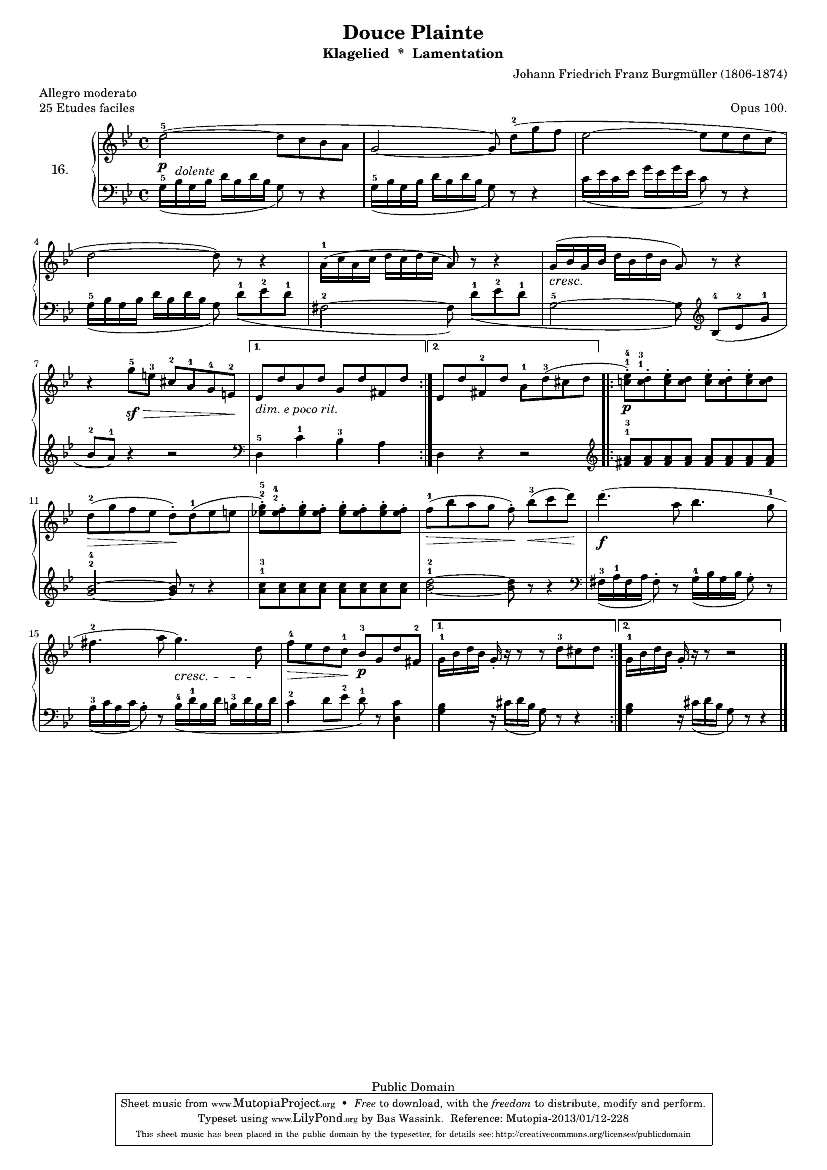 Douce Plainte
Klagelied * Lamentation
Johann Friedrich Franz Burgmüller (1806-1874)
Allegro moderato
25 Etudes faciles
Opus 100.
16.
p dolente
4
cresc.
7
1.
2.
sf
dim. e poco rit.
p
11
f
15
1.
2.
cresc.
p
Public Domain
Sheet music from www.MutopiaProject.org • Free to download, with the freedom to distribute, modify and perform.
Typeset using www.LilyPond.org by Bas Wassink. Reference: Mutopia-2013/01/12-228
This sheet music has been placed in the public domain by the typesetter, for details see: http://creativecommons.org/licenses/publicdomain